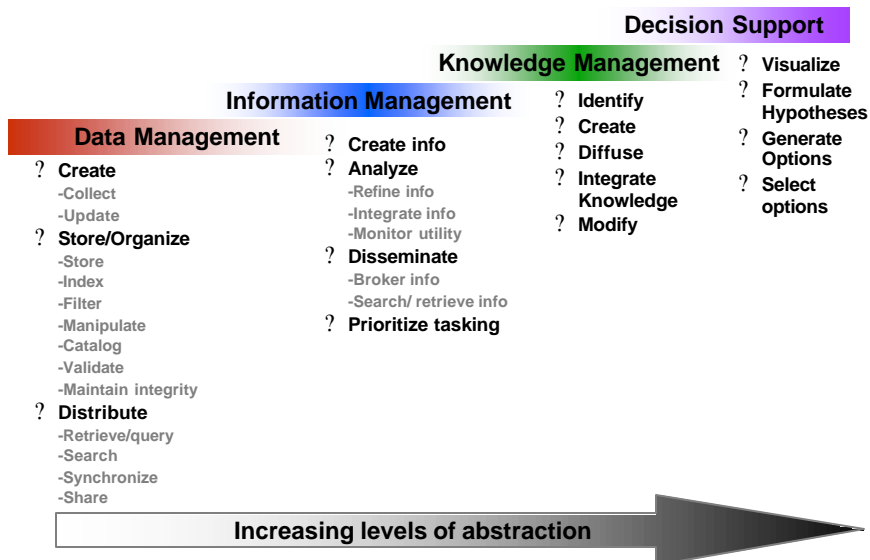 Decision Support
Knowledge Management
Information Management
Data Management
? Create
-Collect
-Update
? Store/Organize
-Store
-Index
-Filter
-Manipulate
-Catalog
-Validate
-Maintain integrity
? Distribute
-Retrieve/query
-Search
-Synchronize
-Share
? Create info
? Analyze
-Refine info
-Integrate info
-Monitor utility
? Disseminate
-Broker info
-Search/ retrieve info
? Prioritize tasking
? Identify
? Create
? Diffuse
? Integrate
Knowledge
? Modify
? Visualize
? Formulate
Hypotheses
? Generate
Options
? Select
options
Increasing levels of abstraction